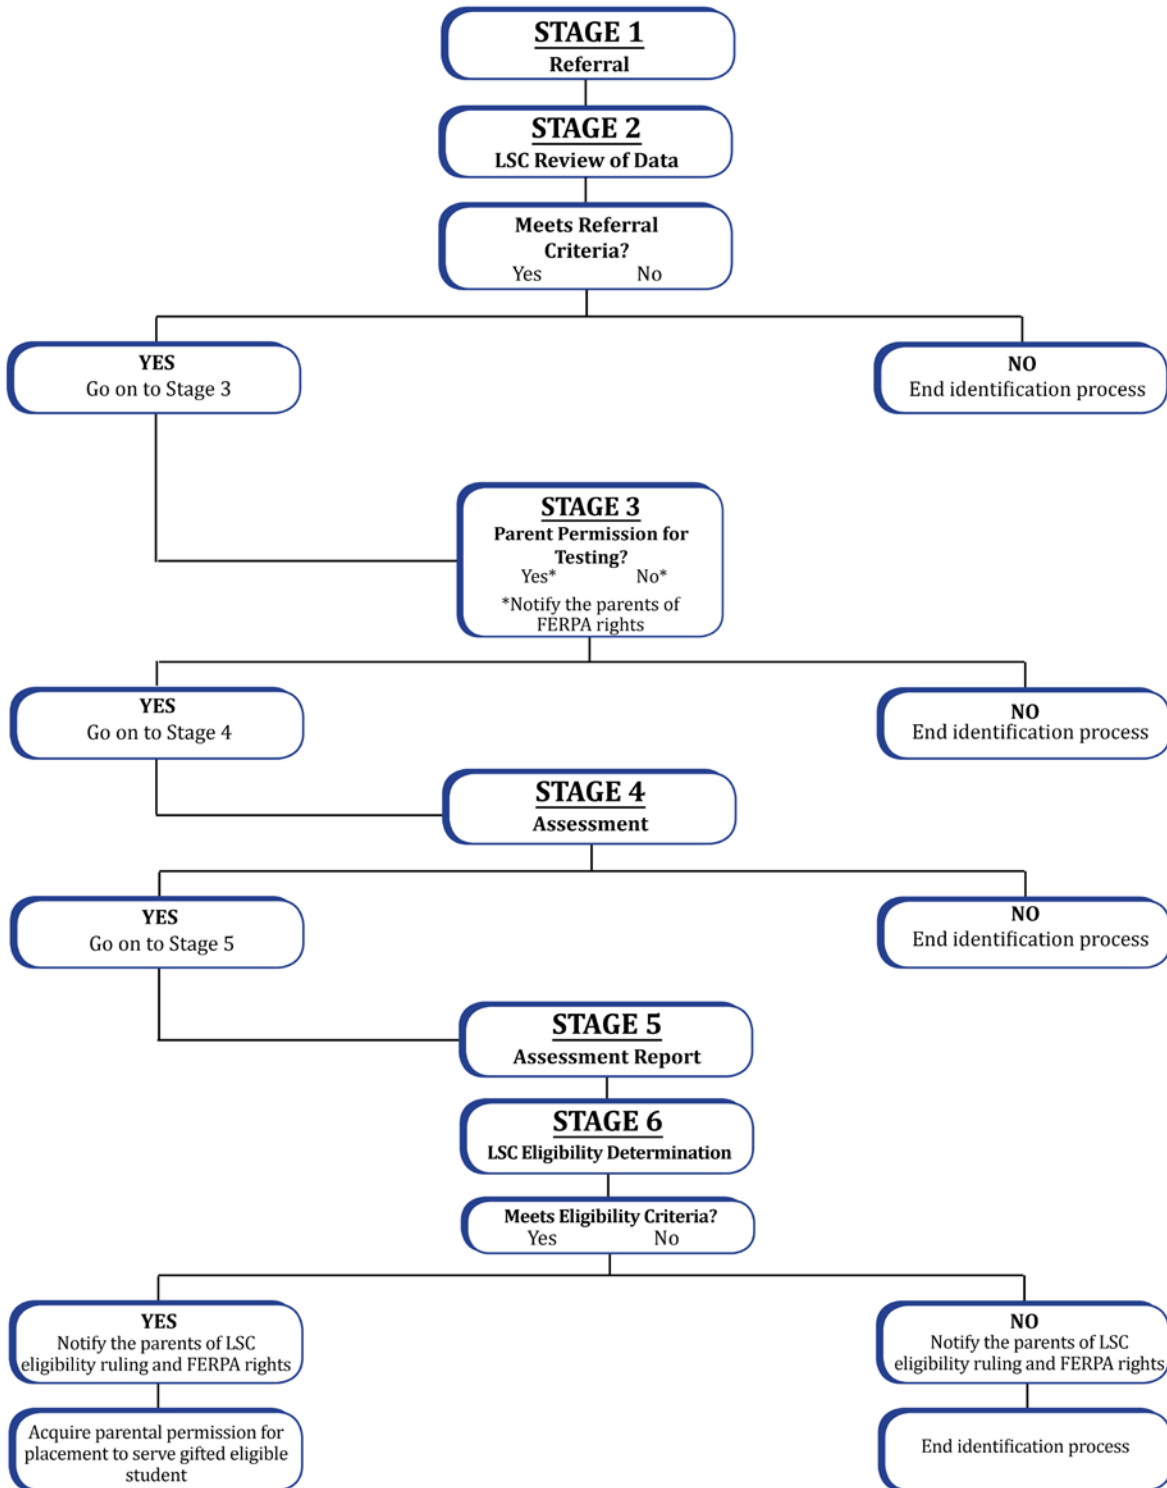 STAGE 1
Referral
STAGE 2
LSC Review of Data
Meets Referral
Criteria?
Yes No
YES
Go on to Stage 3
NO
End identification process
STAGE 3
Parent Permission for
Testing?
Yes* No*
*Notify the parents of
FERPA rights
YES
Go on to Stage 4
NO
End identification process
STAGE 4
Assessment
YES
Go on to Stage 5
NO
End identification process
STAGE 5
Assessment Report
STAGE 6
LSC Eligibility Determination
Meets Eligibility Criteria?
Yes No
YES
Notify the parents of LSC
eligibility ruling and FERPA rights
NO
Notify the parents of LSC
eligibility ruling and FERPA rights
Acquire parental permission for
placement to serve gifted eligible
student
End identification process